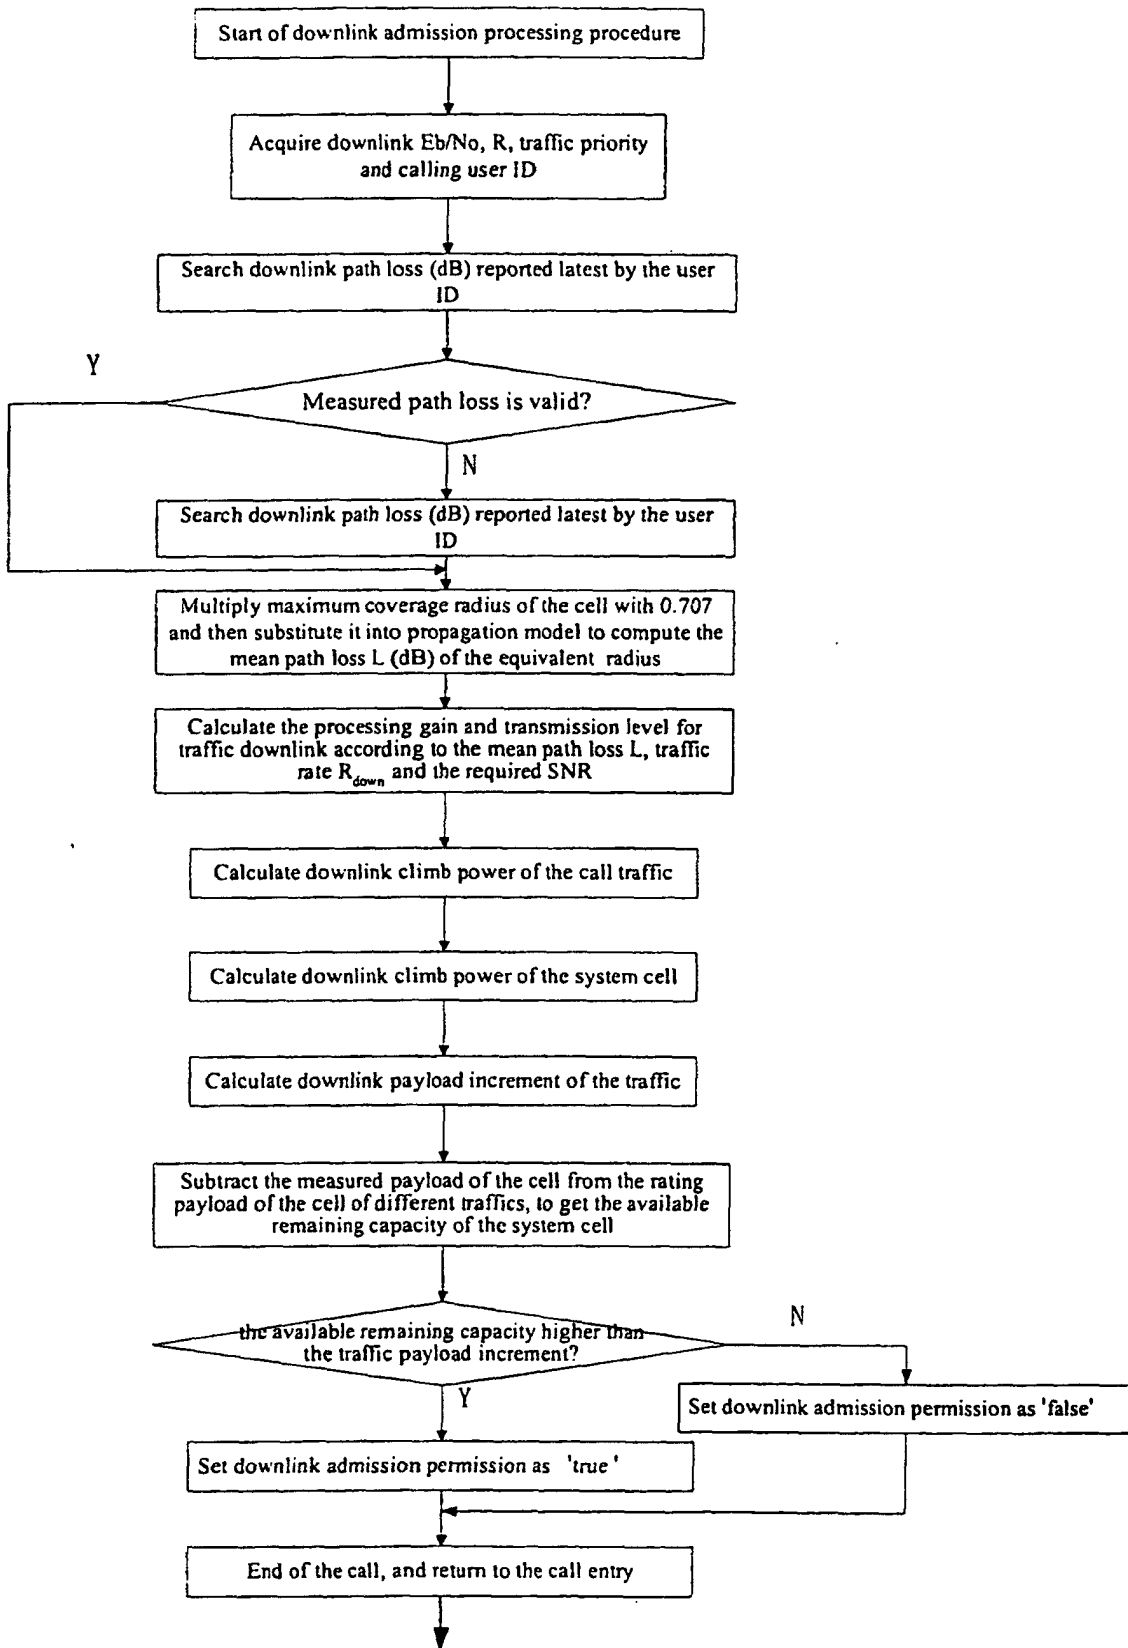 Start of downlink admission processing procedure
Acquire downlink Eb/No, R, traffic priority
and calling user ID
Search downlink path loss (dB) reported latest by the user
ID
Y
Measured path loss is valid?
N
Search downlink path loss (dB) reported latest by the user
ID
Multiply maximum coverage radius of the cell with 0.707
and then substitute it into propagation model to compute the
mean path loss L (dB) of the equivalent radius
Calculate the processing gain and transmission level for
traffic downlink according to the mean path loss L, traffic
rate R_down and the required SNR
Calculate downlink climb power of the call traffic
Calculate downlink climb power of the system cell
Calculate downlink payload increment of the traffic
Subtract the measured payload of the cell from the rating
payload of the cell of different traffics, to get the available
remaining capacity of the system cell
N
the available remaining capacity higher than
the traffic payload increment?
Y
Set downlink admission permission as 'false'
Set downlink admission permission as 'true'
End of the call, and return to the call entry